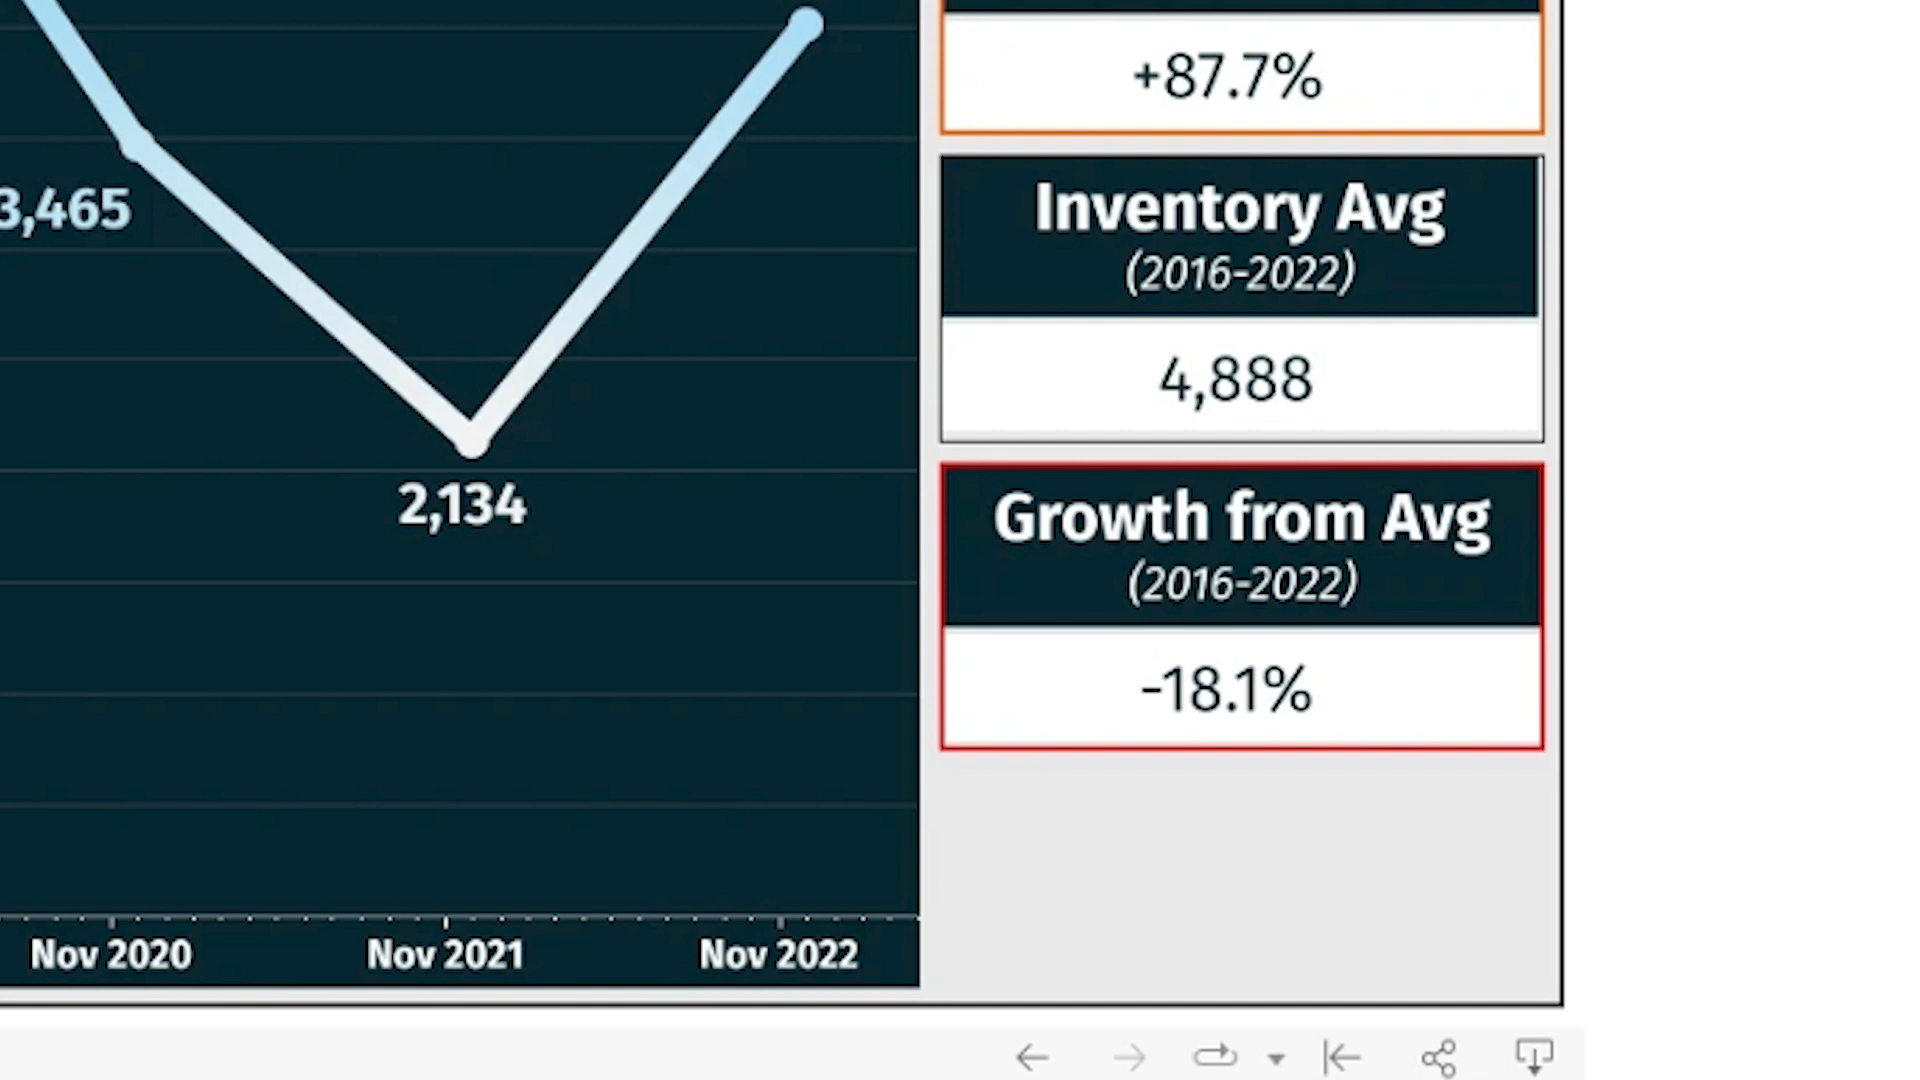 3,465
2,134
Nov 2020
Nov 2021
Nov 2022
+87.7%
Inventory Avg
(2016-2022)
4,888
Growth from Avg
(2016-2022)
-18.1%